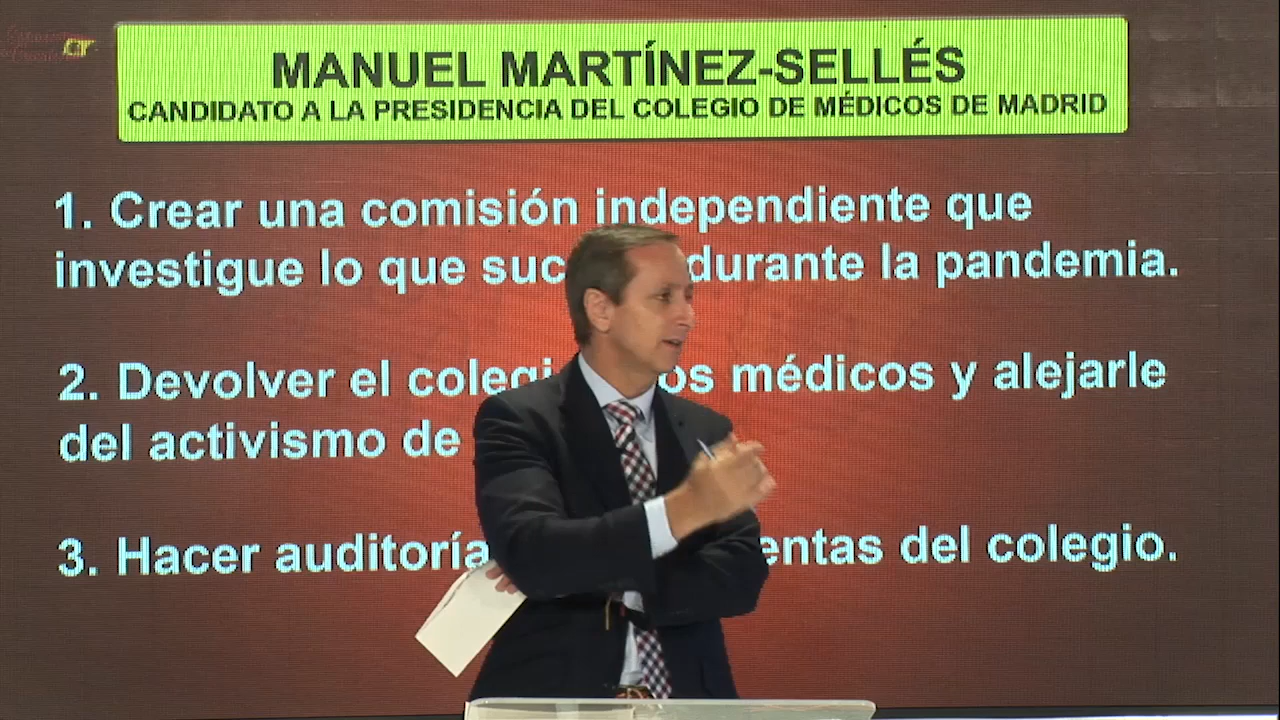 MANUEL MARTÍNEZ-SELLÉS
CANDIDATO A LA PRESIDENCIA DEL COLEGIO DE MÉDICOS DE MADRID
1. Crear una comisión independiente que
investigue lo que suc durante la pandemia.
2. Devolver el colegi os médicos y alejarle
del activismo de
3. Hacer auditoría entas del colegio.